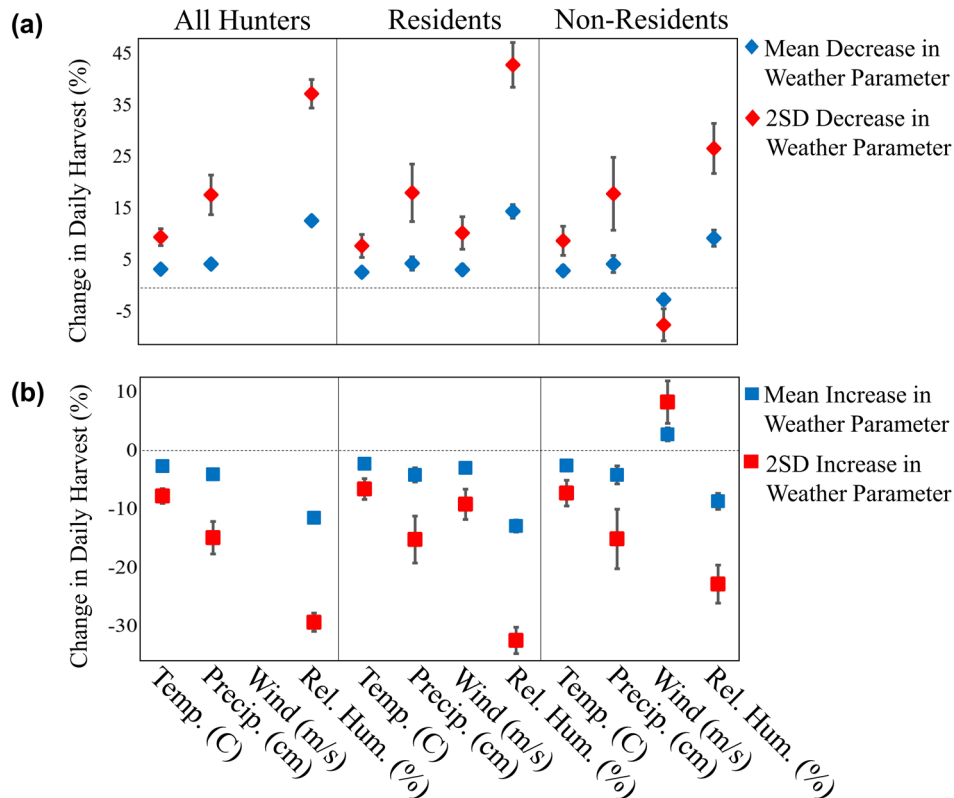 (a)
All Hunters
Residents
Non-Residents
Change in Daily Harvest (%)
45
35
25
15
5
-5
Mean Decrease in
Weather Parameter
2SD Decrease in
Weather Parameter
(b)
Change in Daily Harvest (%)
10
0
-10
-20
-30
Mean Increase in
Weather Parameter
2SD Increase in
Weather Parameter
Temp. (C)
Precip. (cm)
Wind (m/s)
Rel. Hum. (%)
Temp. (C)
Precip. (cm)
Wind (m/s)
Rel. Hum. (%)
Temp. (C)
Precip. (cm)
Wind (m/s)
Rel. Hum. (%)